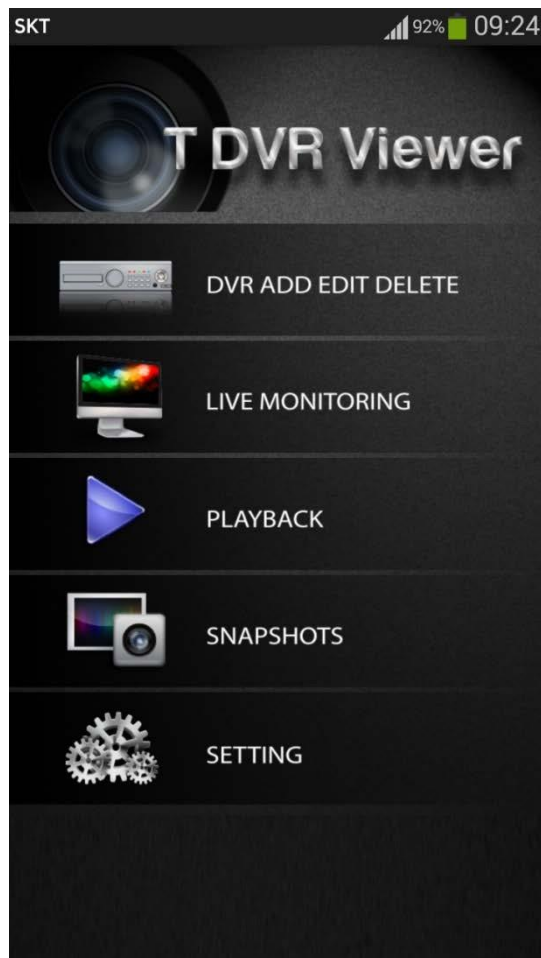 SKT 92% 09:24
T DVR Viewer
DVR ADD EDIT DELETE
LIVE MONITORING
PLAYBACK
SNAPSHOTS
SETTING